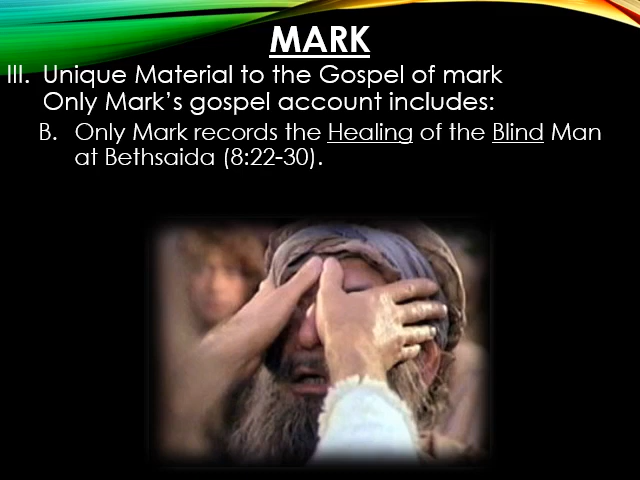 MARK
III. Unique Material to the Gospel of mark
Only Mark's gospel account includes:
B. Only Mark records the Healing of the Blind Man
at Bethsaida (8:22-30).